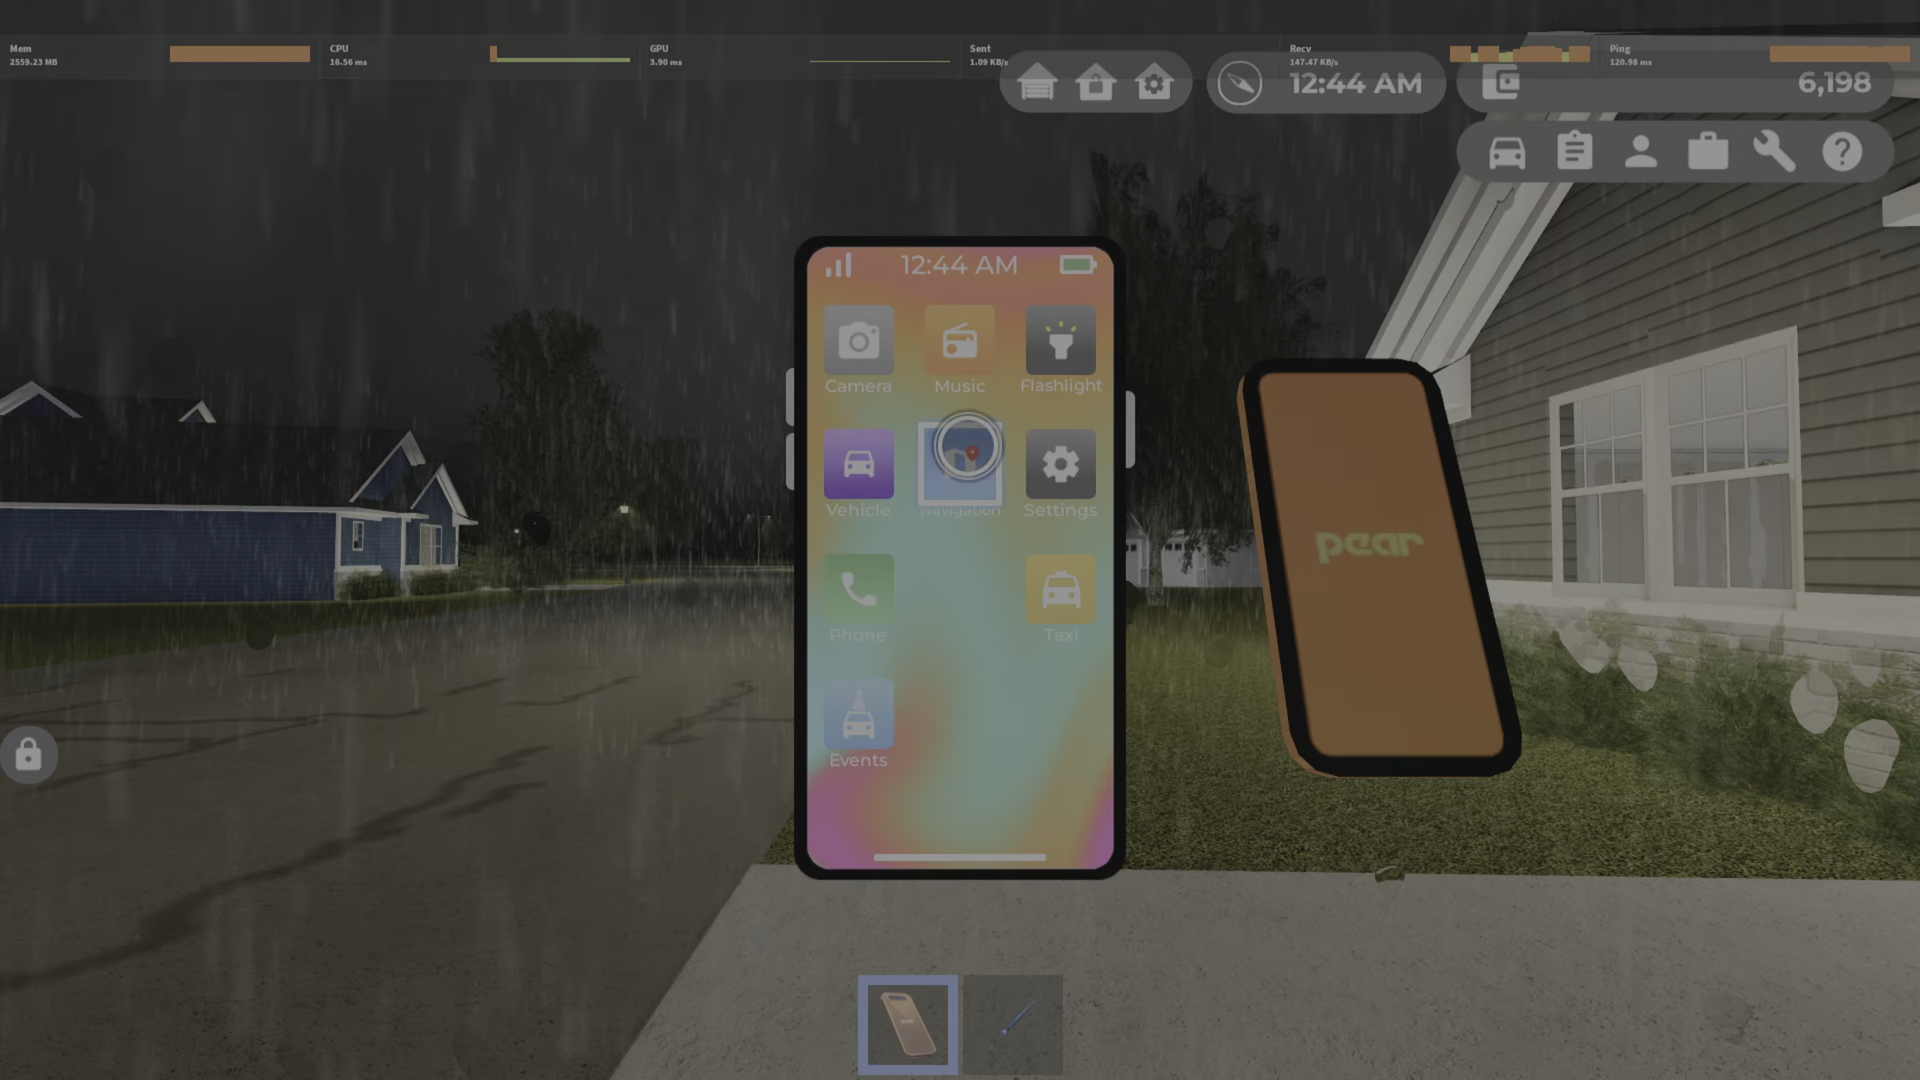 Mem
2559.23 MB
CPU
16.56 ms
GPU
3.90 ms
Sent
1.09 KB/s
Recv
147.47 KB/s
Ping
120.98 ms
12:44 AM
6,198
12:44 AM
Camera
Music
Flashlight
Vehicle
Navigation
Settings
Phone
Taxi
Events
pear